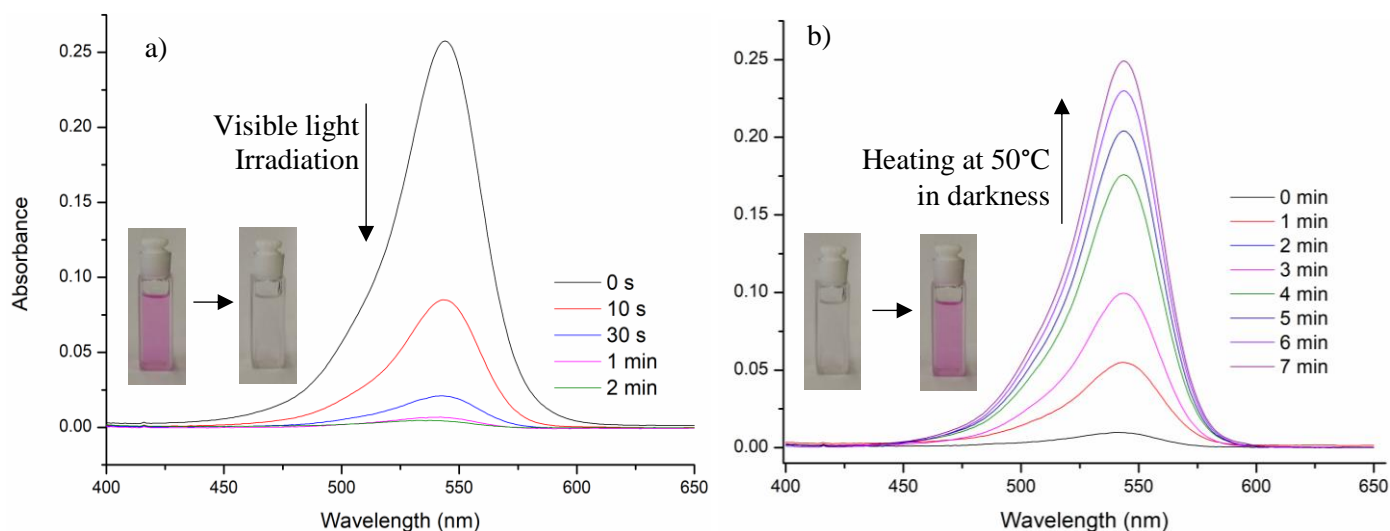 a)
Visible light
Irradiation
0.25
0.20
0.15
0.10
0.05
0.00
Absorbance
0 s
10 s
30 s
1 min
2 min
400
450
500
550
600
650
Wavelength (nm)
b)
Heating at 50°C
in darkness
0.25
0.20
0.15
0.10
0.05
0.00
0 min
1 min
2 min
3 min
4 min
5 min
6 min
7 min
400
450
500
550
600
650
Wavelength (nm)